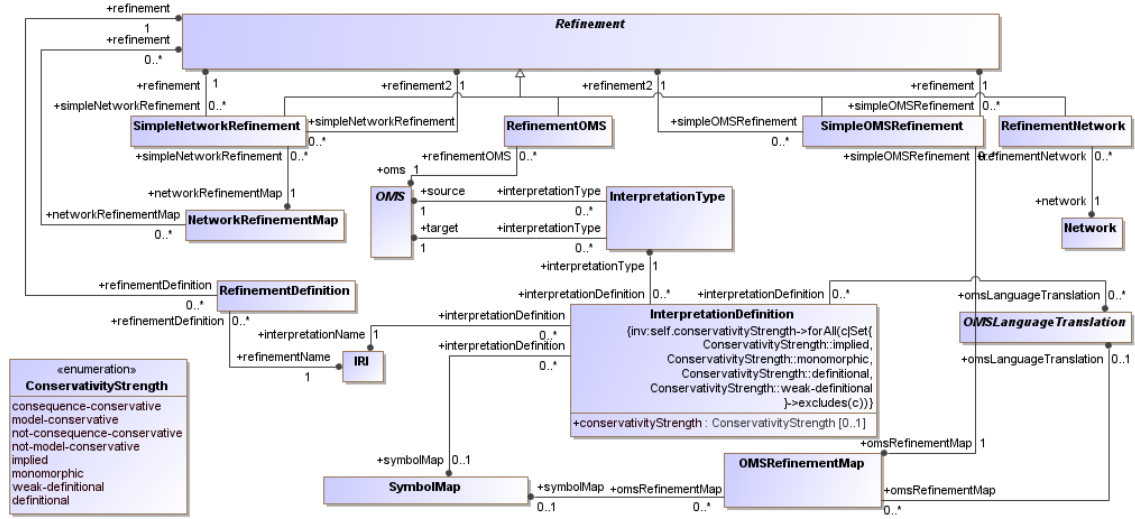 +refinement
1
Refinement
+refinement
0..*
+refinement 1
+refinement2 1
+refinement2 1
+refinement 1
+simpleNetworkRefinement 0..*
+simpleOMSRefinement 0..*
SimpleNetworkRefinement
+simpleNetworkRefinement
0..*
RefinementOMS
+simpleOMSRefinement
0..*
SimpleOMSRefinement
RefinementNetwork
+simpleNetworkRefinement 0..*
+refinementOMS 0..*
+simpleOMSRefinement 0..*
+refinementNetwork 0..*
+oms 1
+networkRefinementMap 1
OMS
+source
1
+interpretationType
0..*
InterpretationType
+network 1
+networkRefinementMap
0..*
NetworkRefinementMap
+target
1
+interpretationType
0..*
Network
+interpretationType 1
+refinementDefinition
0..*
RefinementDefinition
+interpretationDefinition 0..*
+interpretationDefinition 0..*
+omsLanguageTranslation 0..*
+refinementDefinition 0..*
+interpretationName 1
+interpretationDefinition
0..*
InterpretationDefinition
{inv:self.conservativityStrength->forAll(c|Set{
ConservativityStrength::implied,
ConservativityStrength::monomorphic,
ConservativityStrength::definitional,
ConservativityStrength::weak-definitional
}->excludes(c))}
+conservativityStrength : ConservativityStrength [0..1]
OMSLanguageTranslation
+interpretationDefinition
0..*
+refinementName
1
IRI
+omsLanguageTranslation 0..1
«enumeration»
ConservativityStrength
consequence-conservative
model-conservative
not-consequence-conservative
not-model-conservative
implied
monomorphic
weak-definitional
definitional
+omsRefinementMap 1
+symbolMap 0..1
OMSRefinementMap
SymbolMap
+symbolMap
0..1
+omsRefinementMap
0..*
+omsRefinementMap
0..*